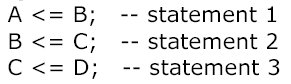 A <= B;   -- statement 1
B <= C;   -- statement 2
C <= D;   -- statement 3